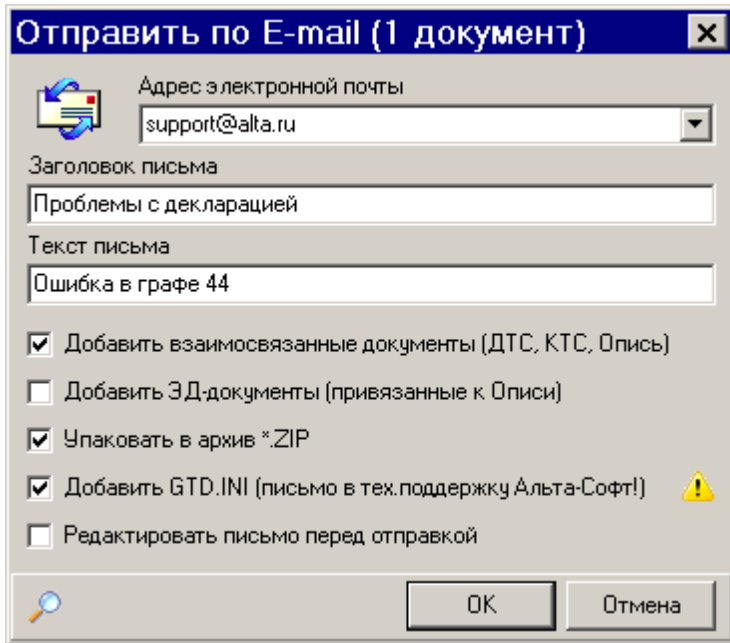 Отправить по E-mail (1 документ)
Адрес электронной почты
support@alta.ru
Заголовок письма
Проблемы с декларацией
Текст письма
Ошибка в графе 44
Добавить взаимосвязанные документы (ДТС, КТС, Опись)
Добавить ЭД-документы (привязанные к Описи)
Упаковать в архив *.ZIP
Добавить GTD.INI (письмо в тех.поддержку Альта-Софт!)
Редактировать письмо перед отправкой
OK Отмена